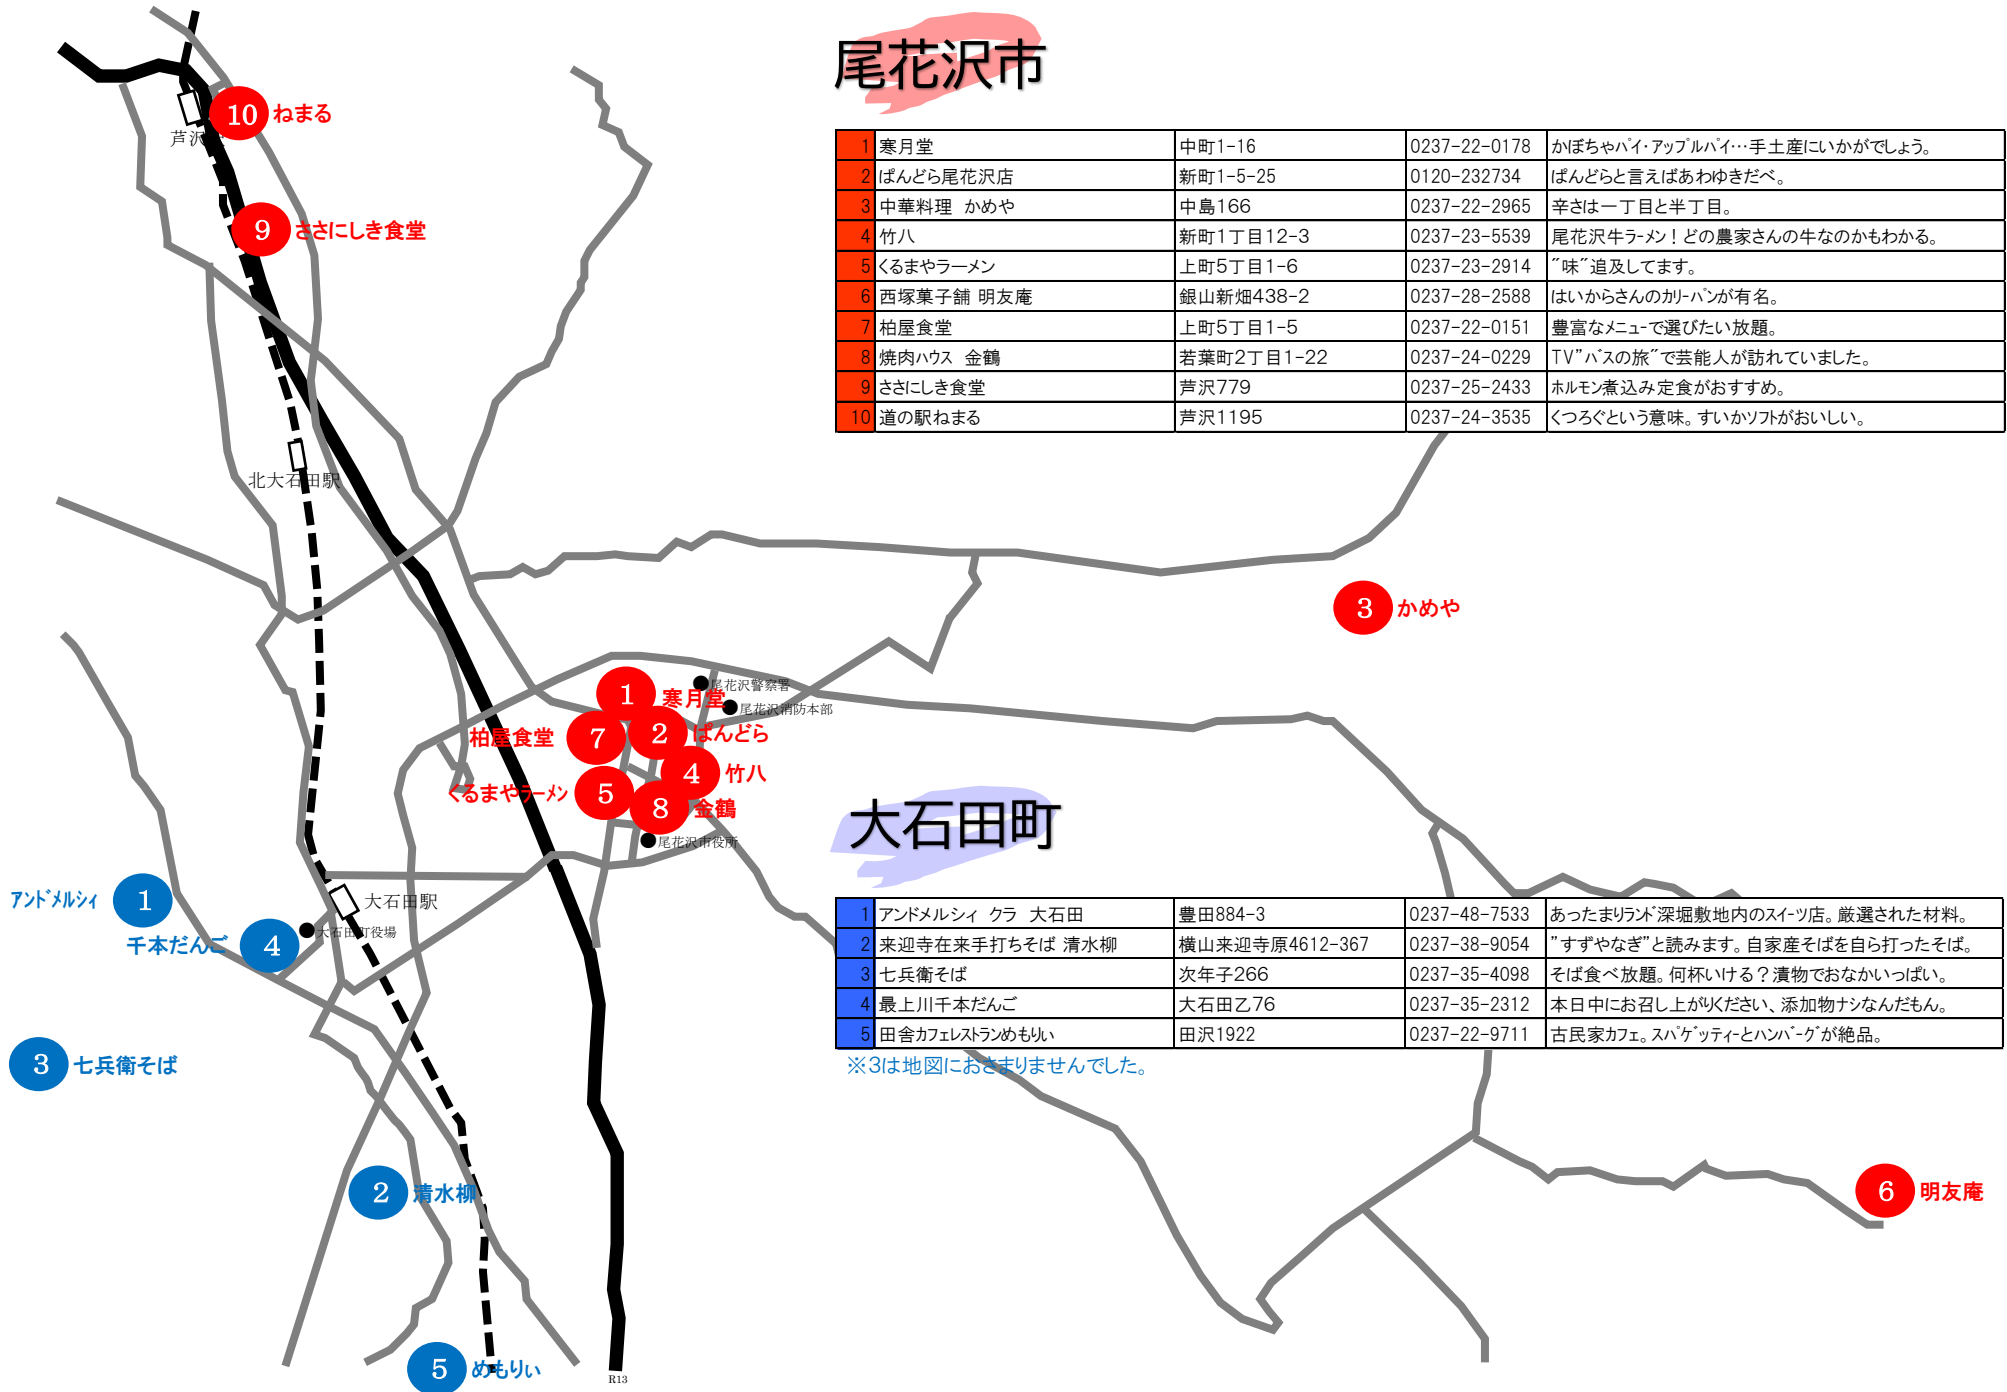 尾花沢市
1 寒月堂 中町1-16 0237-22-0178 かぼちゃパイ・アップルパイ…手土産にいかがでしょう。
2 ぱんどら尾花沢店 新町1-5-25 0120-232734 ぱんどらと言えばあわゆきだべ。
3 中華料理 かめや 中島166 0237-22-2965 辛さは一丁目と半丁目。
4 竹八 新町1丁目12-3 0237-23-5539 尾花沢牛ラーメン！どの農家さんの牛なのかもわかる。
5 くるまやラーメン 上町5丁目1-6 0237-23-2914 ”味”追及してます。
6 西塚菓子舗 明友庵 銀山新畑438-2 0237-28-2588 はいからさんのカリーパンが有名。
7 柏屋食堂 上町5丁目1-5 0237-22-0151 豊富なメニューで選びたい放題。
8 焼肉ハウス 金鶴 若葉町2丁目1-22 0237-24-0229 TV”バスの旅”で芸能人が訪れていました。
9 ささにしき食堂 芦沢779 0237-25-2433 ホルモン煮込み定食がおすすめ。
10 道の駅ねまる 芦沢1195 0237-24-3535 くつろぐという意味。すいかソフトがおいしい。
10 ねまる
芦沢
9 ささにしき食堂
北大石田駅
3 かめや
1 寒月堂
尾花沢警察署
尾花沢消防本部
柏屋食堂 7
2 ぱんどら
4 竹八
くるまやラーメン 5
8 金鶴
尾花沢市役所
大石田町
1 アンドメルシィ クラ 大石田 豊田884-3 0237-48-7533 あったまりランド深堀敷地内のスイーツ店。厳選された材料。
2 来迎寺在来手打ちそば 清水柳 横山来迎寺原4612-367 0237-38-9054 ”すずやなぎ”と読みます。自家産そばを自ら打ったそば。
3 七兵衛そば 次年子266 0237-35-4098 そば食べ放題。何杯いける？漬物でおなかいっぱい。
4 最上川千本だんご 大石田乙76 0237-35-2312 本日中にお召し上がりください、添加物ナシなんだもん。
5 田舎カフェレストランめもりぃ 田沢1922 0237-22-9711 古民家カフェ。スパゲッティーとハンバーグが絶品。
※3は地図におさまりませんでした。
アンドメルシィ 1
大石田駅
大石田町役場
千本だんご 4
3 七兵衛そば
2 清水柳
6 明友庵
5 めもりぃ
R13